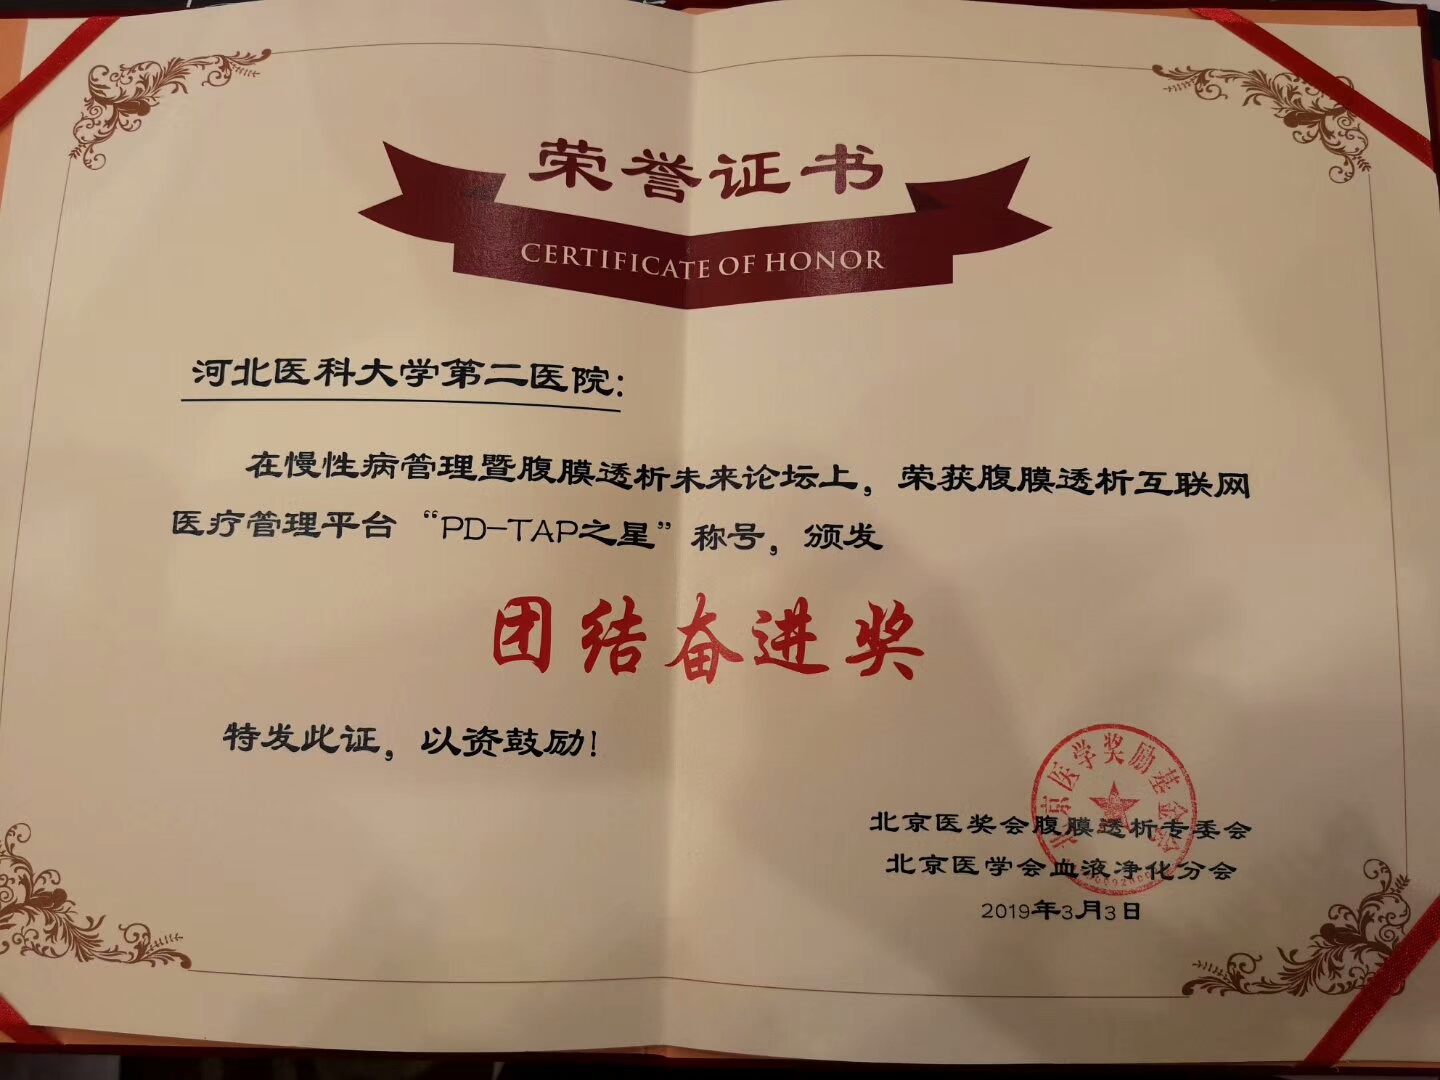 荣誉证书
CERTIFICATE OF HONOR
河北医科大学第二医院：
在慢性病管理暨腹膜透析未来论坛上，荣获腹膜透析互联网
医疗管理平台“PD-TAP之星”称号，颁发
团结奋进奖
特发此证，以资鼓励！
北京医学奖励基金会
北京医奖会腹膜透析专委会
北京医学会血液净化分会
2019年3月3日